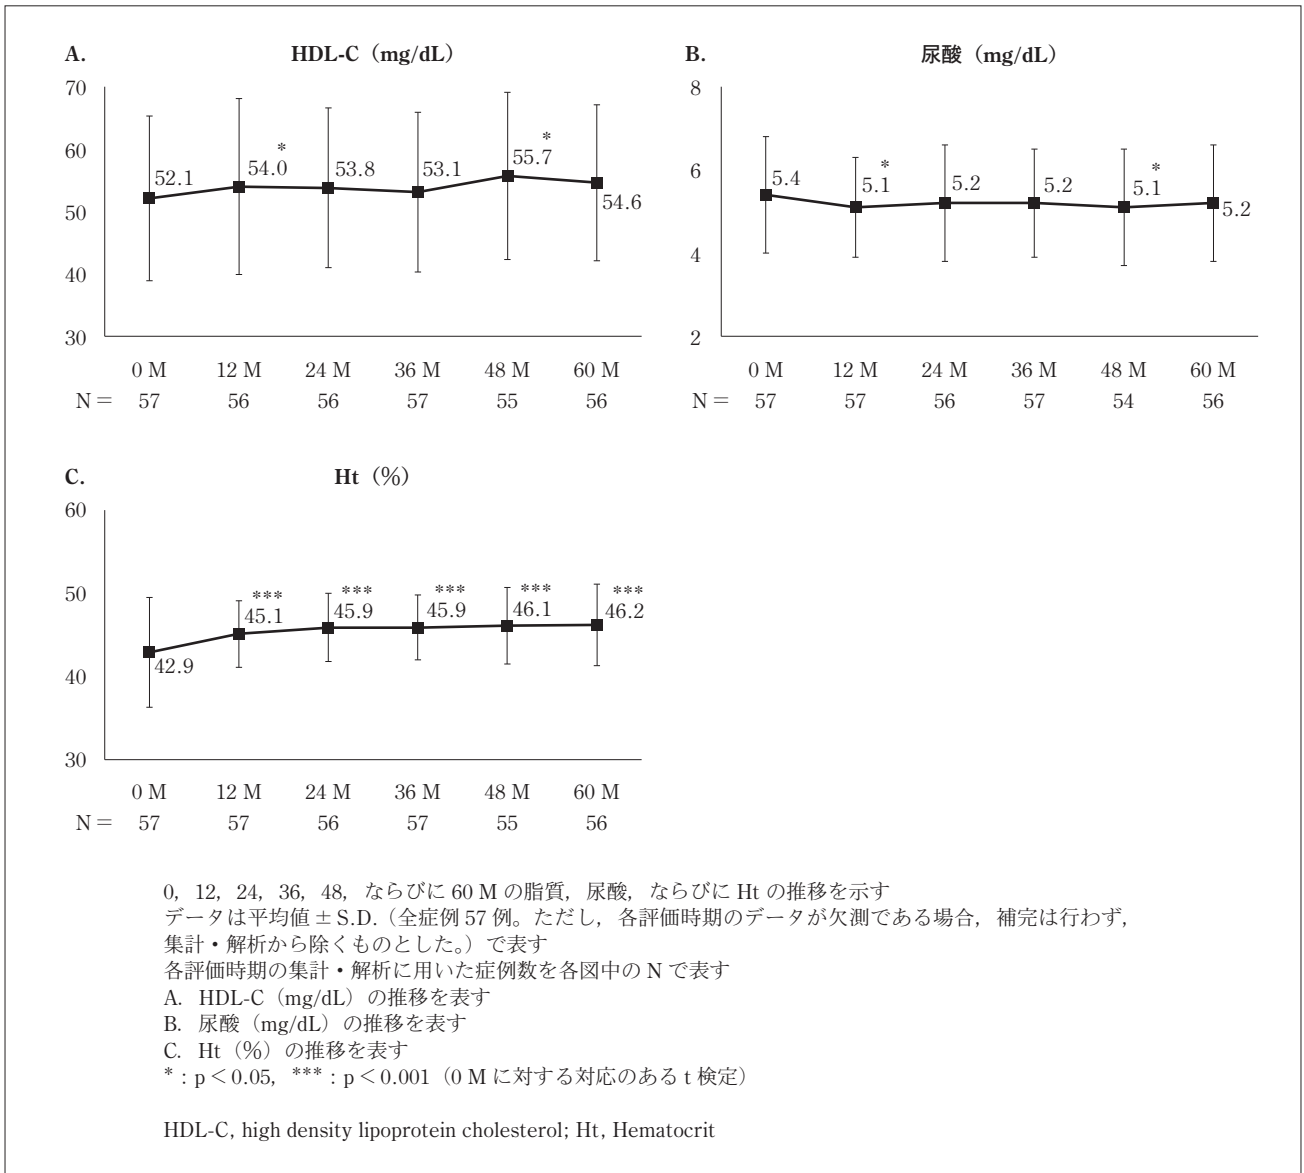 A. HDL-C（mg/dL）
70
60
50
40
30
52.1
*
54.0
53.8
53.1
*
55.7
54.6
0 M 12 M 24 M 36 M 48 M 60 M
N＝ 57 56 56 57 55 56
B. 尿酸（mg/dL）
8
6
4
2
5.4
*
5.1
5.2
5.2
*
5.1
5.2
0 M 12 M 24 M 36 M 48 M 60 M
N＝ 57 57 56 57 54 56
C. Ht（%）
60
50
40
30
42.9
***
45.1
***
45.9
***
45.9
***
46.1
***
46.2
0 M 12 M 24 M 36 M 48 M 60 M
N＝ 57 57 56 57 55 56
0，12，24，36，48，ならびに 60 M の脂質，尿酸，ならびに Ht の推移を示す
データは平均値 ± S.D.（全症例 57 例。ただし，各評価時期のデータが欠測である場合，補完は行わず，
集計・解析から除くものとした。）で表す
各評価時期の集計・解析に用いた症例数を各図中の N で表す
A. HDL-C（mg/dL）の推移を表す
B. 尿酸（mg/dL）の推移を表す
C. Ht（%）の推移を表す
*：p＜0.05，***：p＜0.001（0 M に対する対応のある t 検定）
HDL-C, high density lipoprotein cholesterol; Ht, Hematocrit